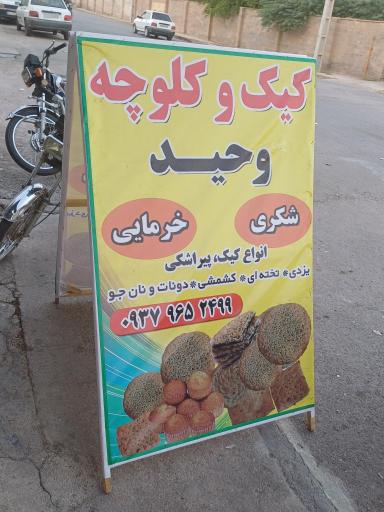 کیک و کلوچه
وحید
شکری
خرمایی
انواع کیک، پیراشکی
یزدی* تخته ای* کشمشی* دونات و نان جو
۰۹۳۷ ۹۶۵ ۲۴۹۹